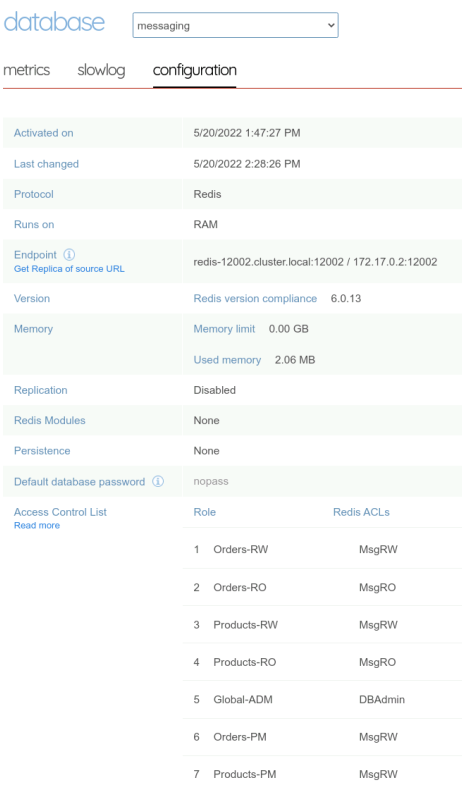 database messaging
metrics slowlog configuration
Activated on 5/20/2022 1:47:27 PM
Last changed 5/20/2022 2:28:26 PM
Protocol Redis
Runs on RAM
Endpoint
Get Replica of source URL
redis-12002.cluster.local:12002 / 172.17.0.2:12002
Version Redis version compliance 6.0.13
Memory Memory limit 0.00 GB
Used memory 2.06 MB
Replication Disabled
Redis Modules None
Persistence None
Default database password nopass
Access Control List
Read more
Role Redis ACLs
1 Orders-RW MsgRW
2 Orders-RO MsgRO
3 Products-RW MsgRW
4 Products-RO MsgRO
5 Global-ADM DBAdmin
6 Orders-PM MsgRW
7 Products-PM MsgRW